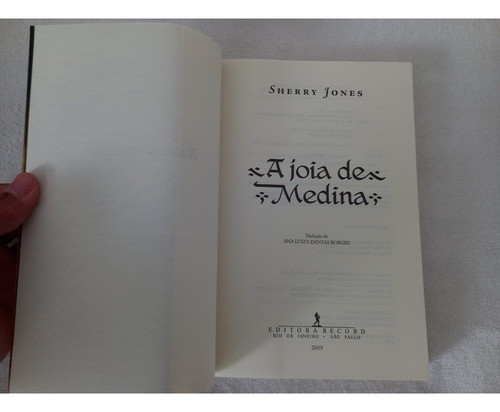 SHERRY JONES
A joia de
Medina
Tradução de
ANA LUIZA DANTAS BORGES
EDITORA RECORD
RIO DE JANEIRO • SÃO PAULO
2009